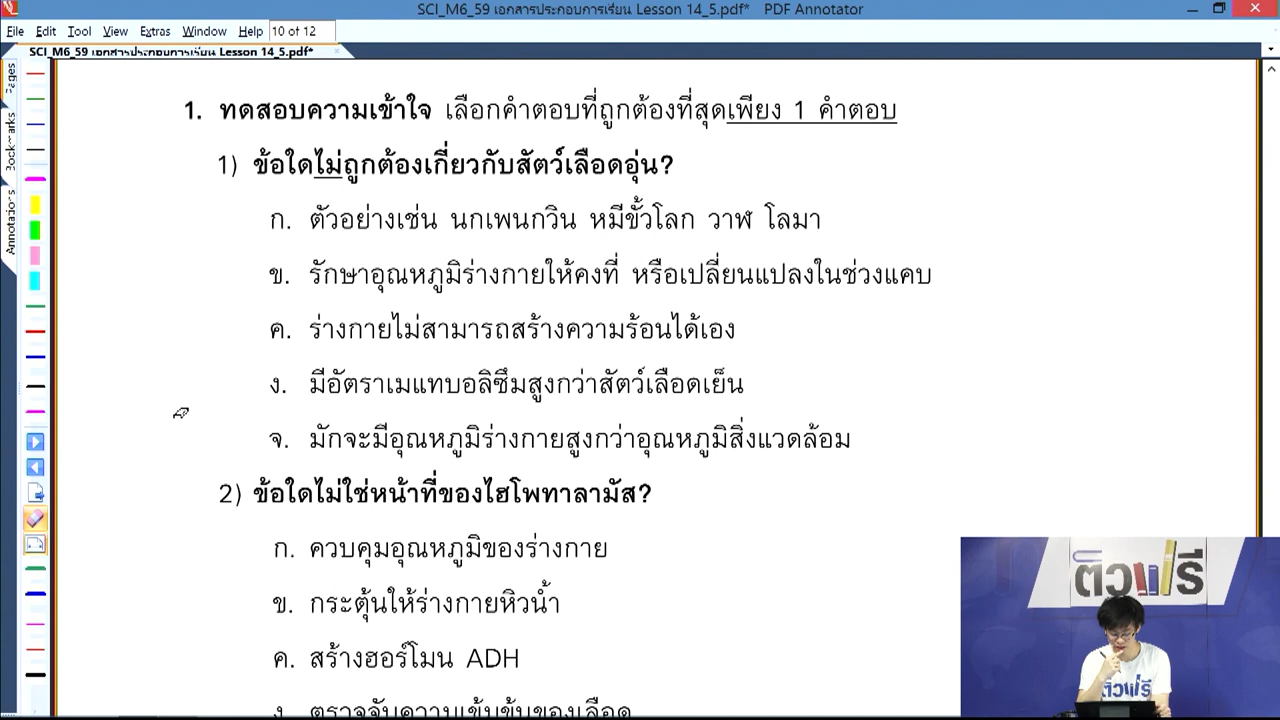 SCI_M6_59 เอกสารประกอบการเรียน Lesson 14_5.pdf* PDF Annotator
File Edit Tool View Extras Window Help 10 of 12
SCI_M6_59 เอกสารประกอบการเรียน Lesson 14_5.pdf*
Pages
Bookmarks
Annotations
1. ทดสอบความเข้าใจ เลือกคำตอบที่ถูกต้องที่สุดเพียง 1 คำตอบ
1) ข้อใดไม่ถูกต้องเกี่ยวกับสัตว์เลือดอุ่น?
ก. ตัวอย่างเช่น นกเพนกวิน หมีขั้วโลก วาฬ โลมา
ข. รักษาอุณหภูมิร่างกายให้คงที่ หรือเปลี่ยนแปลงในช่วงแคบ
ค. ร่างกายไม่สามารถสร้างความร้อนได้เอง
ง. มีอัตราเมแทบอลิซึมสูงกว่าสัตว์เลือดเย็น
จ. มักจะมีอุณหภูมิร่างกายสูงกว่าอุณหภูมิสิ่งแวดล้อม
2) ข้อใดไม่ใช่หน้าที่ของไฮโพทาลามัส?
ก. ควบคุมอุณหภูมิของร่างกาย
ข. กระตุ้นให้ร่างกายหิวน้ำ
ค. สร้างฮอร์โมน ADH
ง. ตรวจจับความเข้มข้นของเลือด
ติวฟรี
ติวฟรี